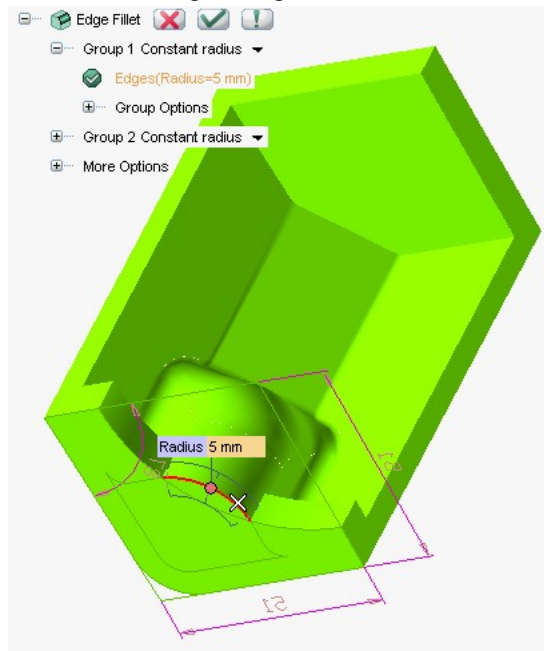 Edge Fillet
Group 1 Constant radius
Edges(Radius=5 mm)
Group Options
Group 2 Constant radius
More Options
Radius 5 mm